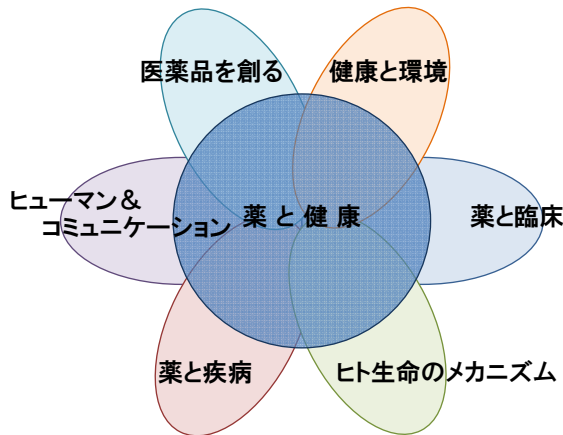 医薬品を創る
健康と環境
ヒューマン＆
コミュニケーション
薬 と 健 康
薬と臨床
薬と疾病
ヒト生命のメカニズム